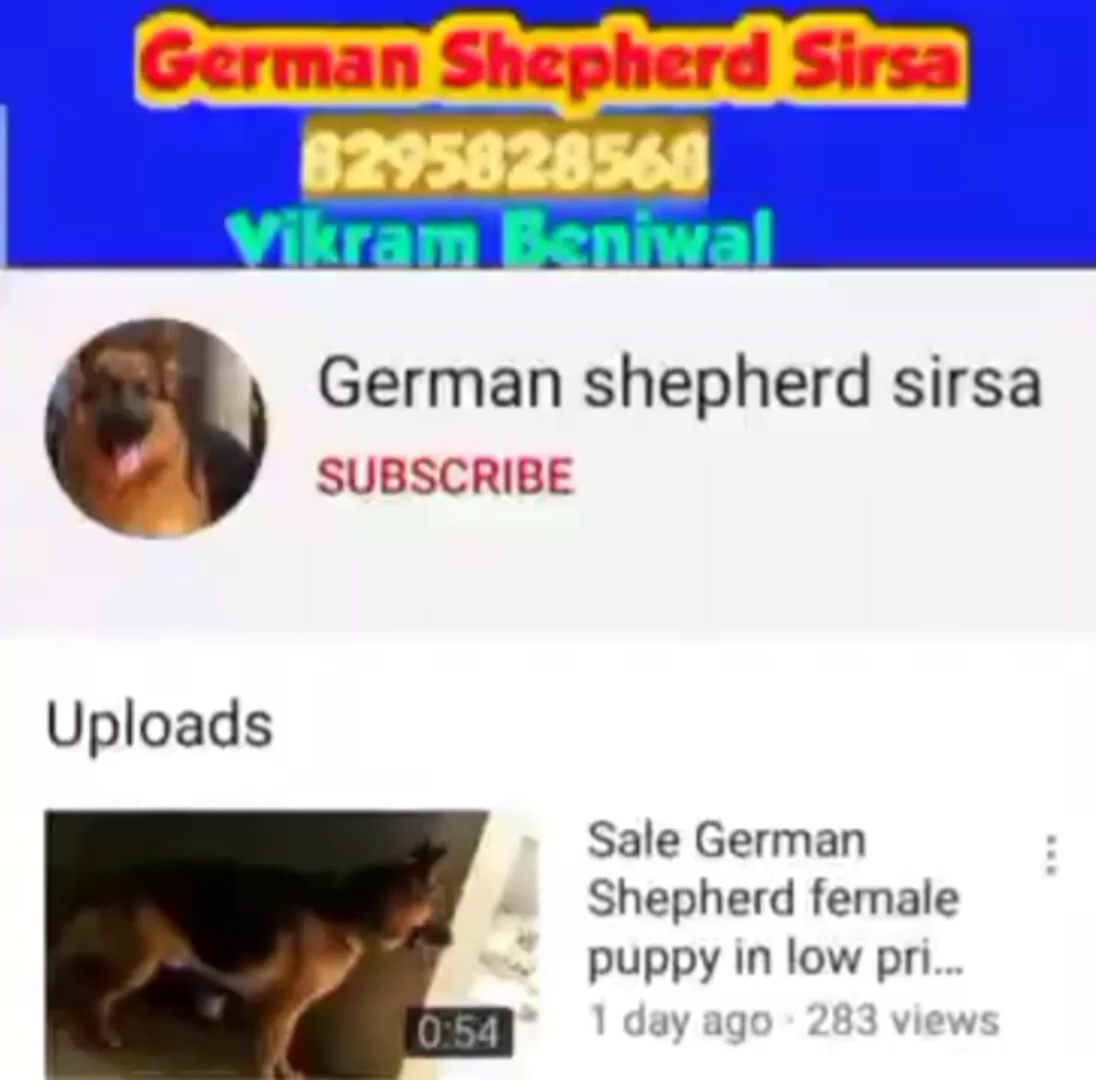 German Shepherd Sirsa
8295828568
Vikram Beniwal
German shepherd sirsa
SUBSCRIBE
Uploads
Sale German
Shepherd female
puppy in low pri...
1 day ago · 283 views
0:54